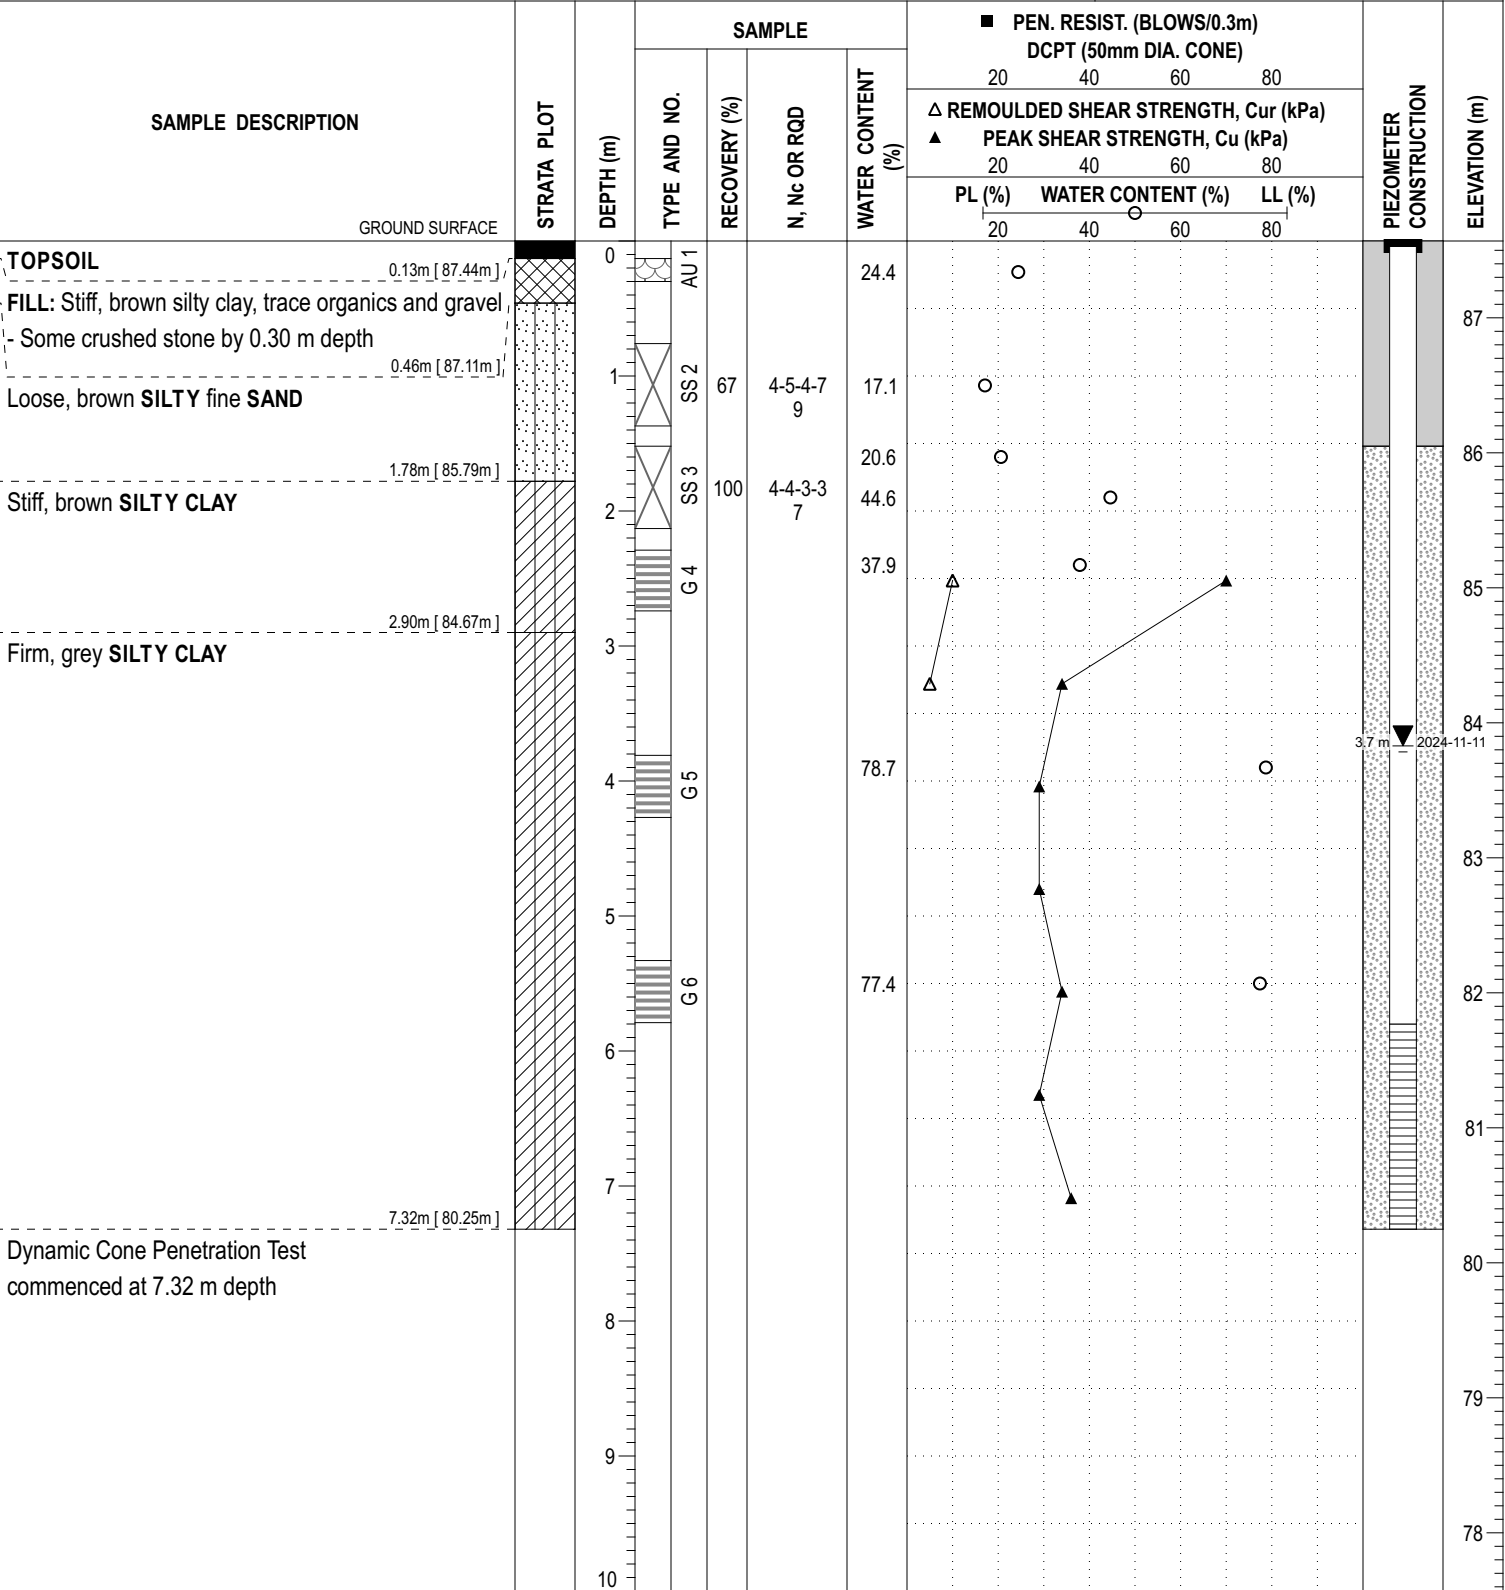 SAMPLE DESCRIPTION
GROUND SURFACE
STRATA PLOT
DEPTH (m)
SAMPLE
TYPE AND NO.
RECOVERY (%)
N, Nc OR RQD
WATER CONTENT
(%)
■ PEN. RESIST. (BLOWS/0.3m)
DCPT (50mm DIA. CONE)
20 40 60 80
△ REMOULDED SHEAR STRENGTH, Cur (kPa)
▲ PEAK SHEAR STRENGTH, Cu (kPa)
20 40 60 80
PL (%) WATER CONTENT (%) LL (%)
20 40 60 80
PIEZOMETER
CONSTRUCTION
ELEVATION (m)
TOPSOIL
0.13m [ 87.44m ]
FILL: Stiff, brown silty clay, trace organics and gravel
- Some crushed stone by 0.30 m depth
0.46m [ 87.11m ]
Loose, brown SILTY fine SAND
1.78m [ 85.79m ]
Stiff, brown SILTY CLAY
2.90m [ 84.67m ]
Firm, grey SILTY CLAY
7.32m [ 80.25m ]
Dynamic Cone Penetration Test
commenced at 7.32 m depth
0
1
2
3
4
5
6
7
8
9
10
AU 1
SS 2
SS 3
G 4
G 5
G 6
67
100
4-5-4-7
9
4-4-3-3
7
24.4
17.1
20.6
44.6
37.9
78.7
77.4
3.7 m 2024-11-11
87
86
85
84
83
82
81
80
79
78